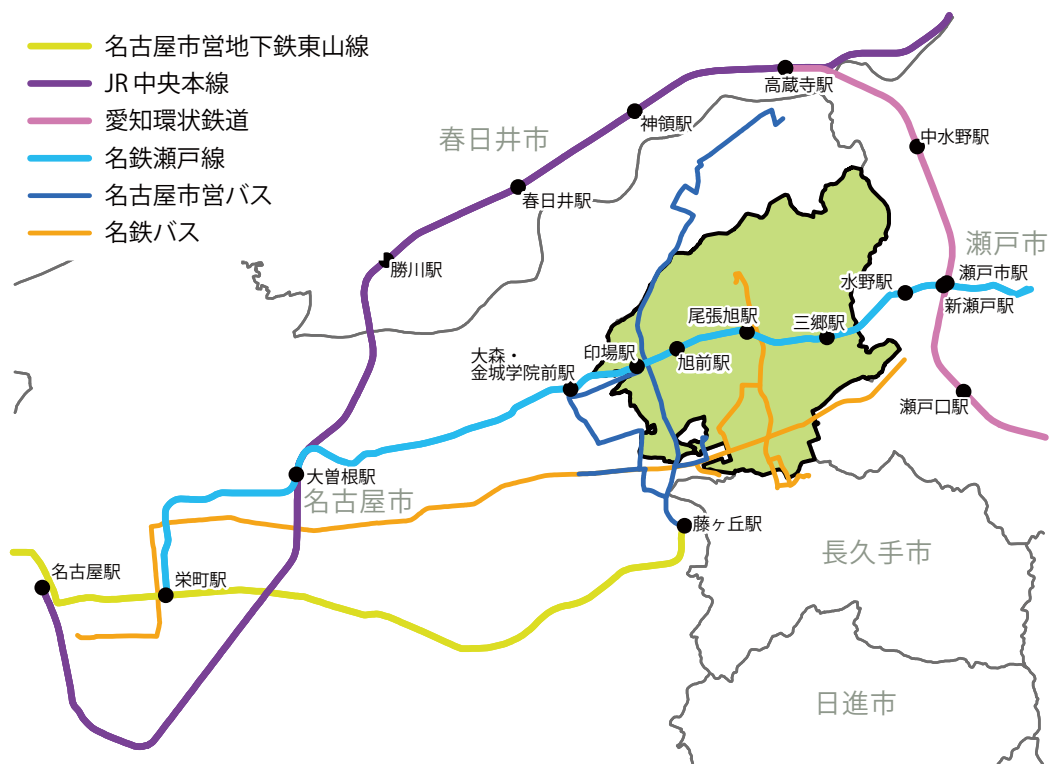 名古屋市営地下鉄東山線
JR中央本線
愛知環状鉄道
名鉄瀬戸線
名古屋市営バス
名鉄バス
高蔵寺駅
神領駅
春日井市
中水野駅
春日井駅
瀬戸市
勝川駅
水野駅
瀬戸市駅
新瀬戸駅
尾張旭駅
三郷駅
大森・
金城学院前駅
印場駅
旭前駅
瀬戸口駅
大曽根駅
名古屋市
藤ヶ丘駅
長久手市
名古屋駅
栄町駅
日進市